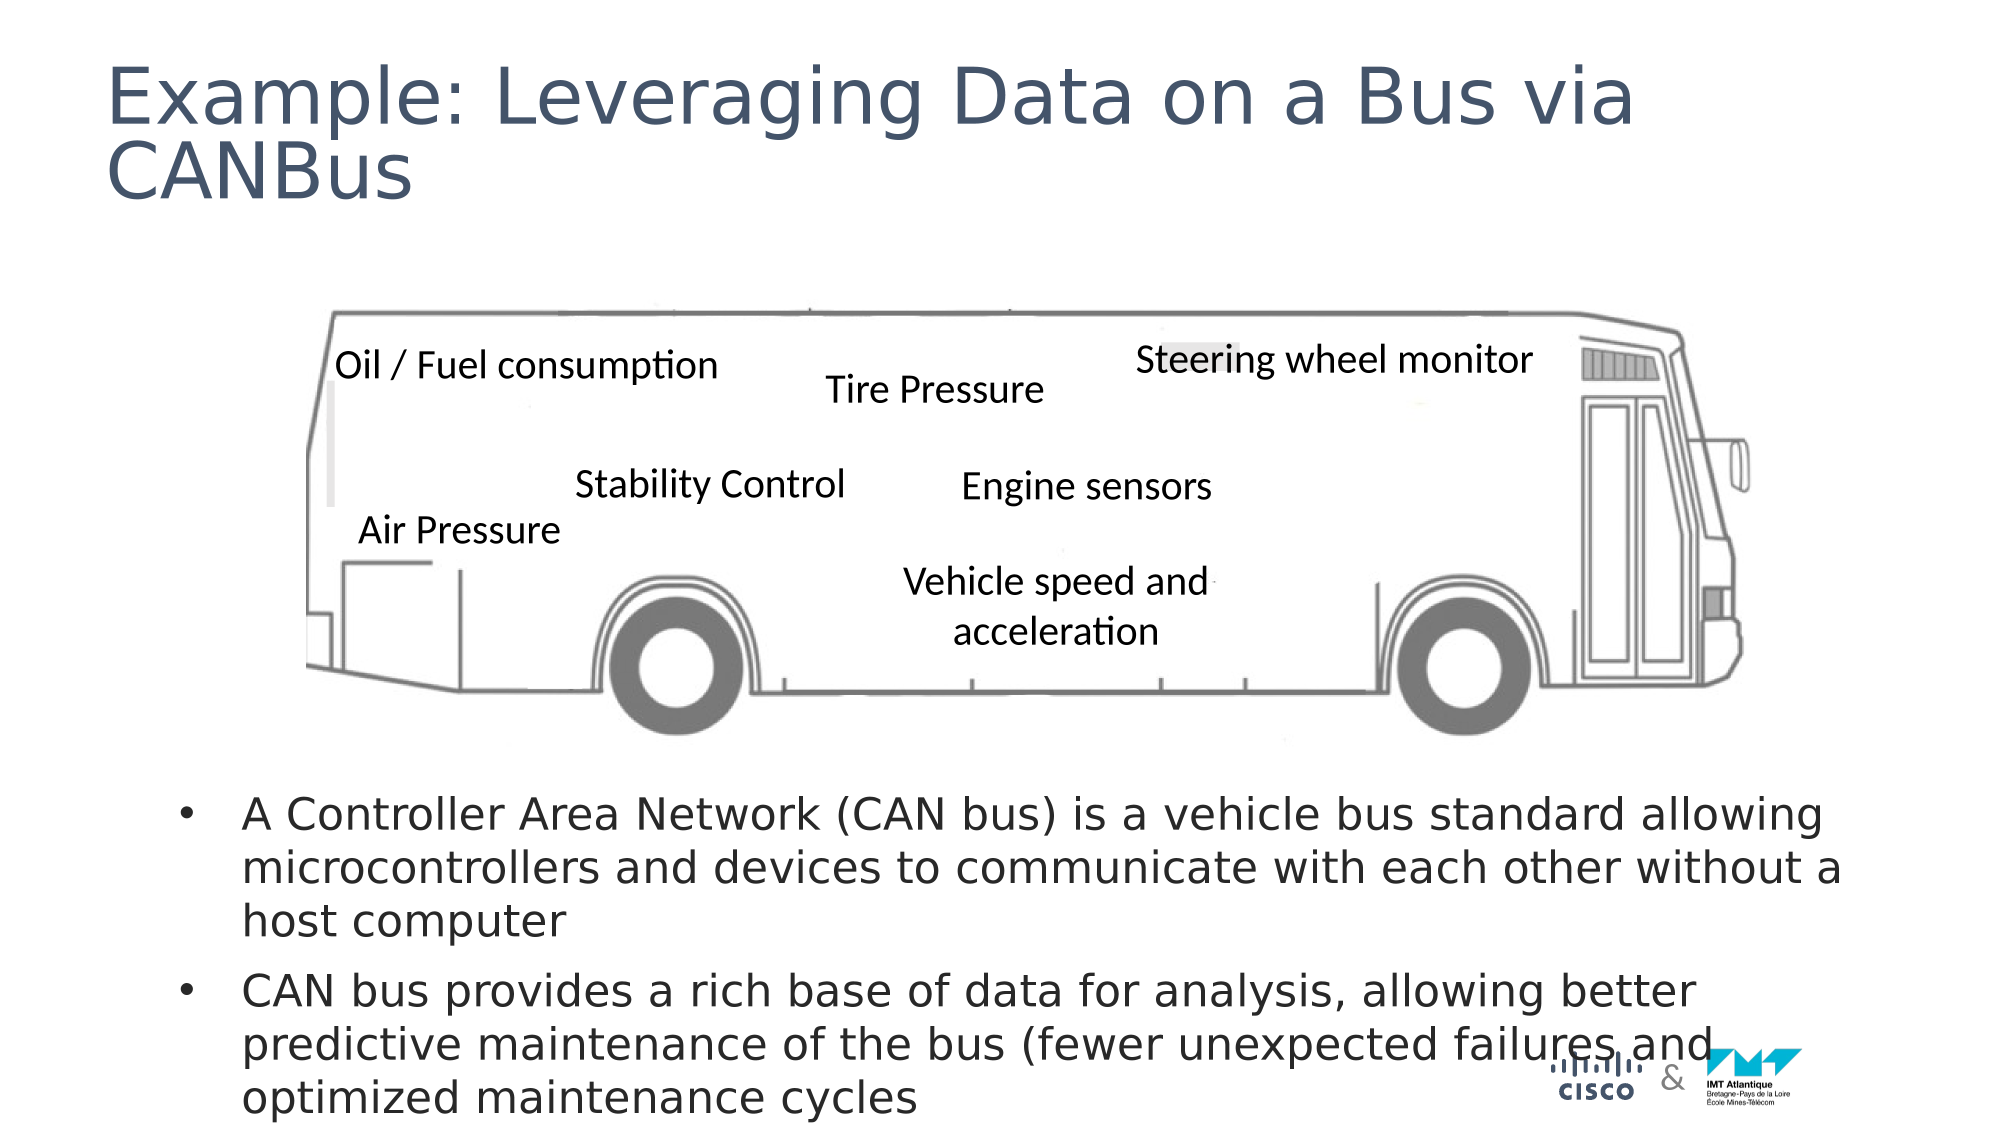 Example: Leveraging Data on a Bus via
CANBus
Oil / Fuel consumption
Tire Pressure
Steering wheel monitor
Stability Control
Engine sensors
Air Pressure
Vehicle speed and
acceleration
• A Controller Area Network (CAN bus) is a vehicle bus standard allowing
microcontrollers and devices to communicate with each other without a
host computer
• CAN bus provides a rich base of data for analysis, allowing better
predictive maintenance of the bus (fewer unexpected failures and
optimized maintenance cycles
CISCO & IMT Atlantique
Bretagne-Pays de la Loire
École Mines-Télécom